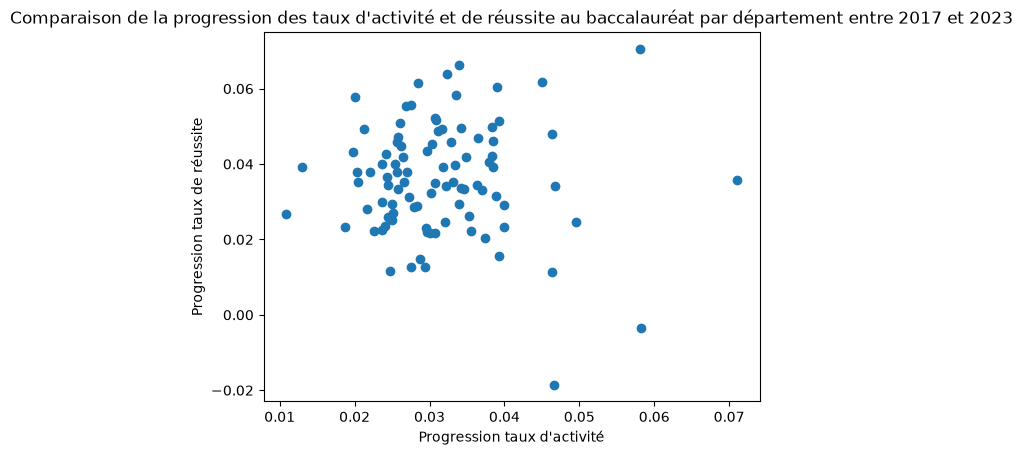 Comparaison de la progression des taux d'activité et de réussite au baccalauréat par département entre 2017 et 2023
Progression taux de réussite
0.06
0.04
0.02
0.00
−0.02
0.01 0.02 0.03 0.04 0.05 0.06 0.07
Progression taux d'activité